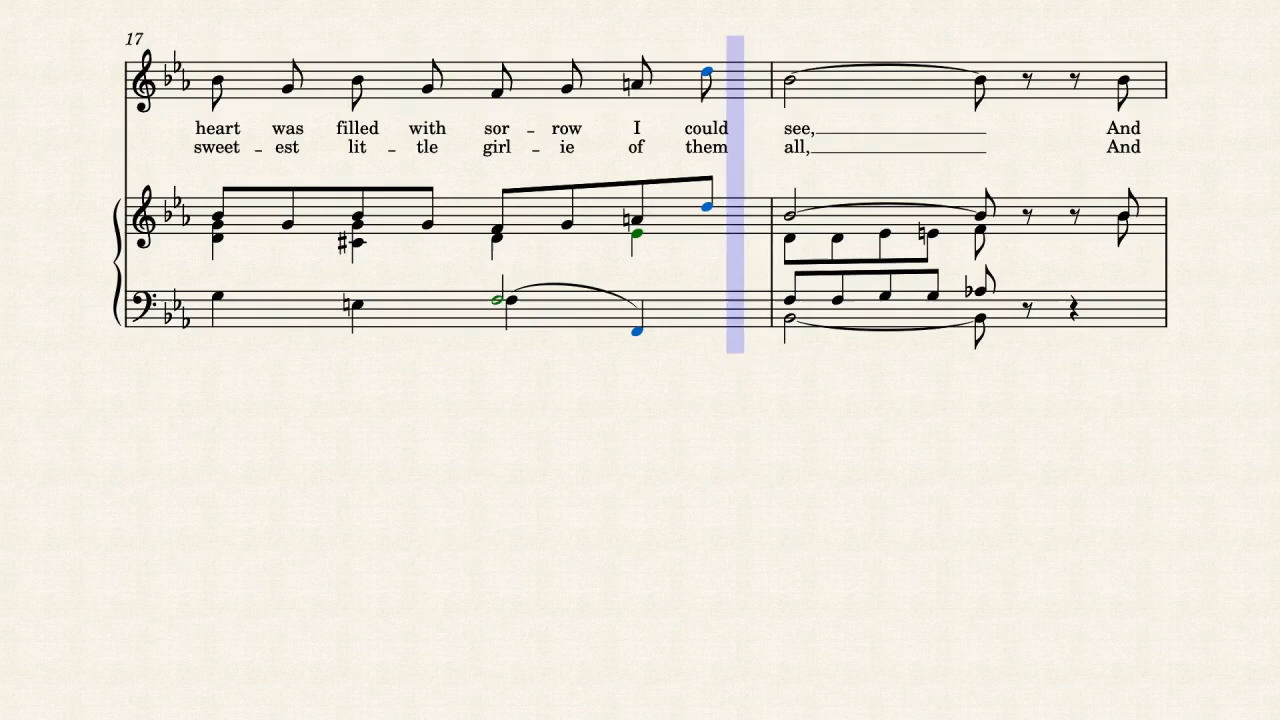 17
heart was filled with sor - row I could see, And
sweet - est lit - tle girl - ie of them all, And